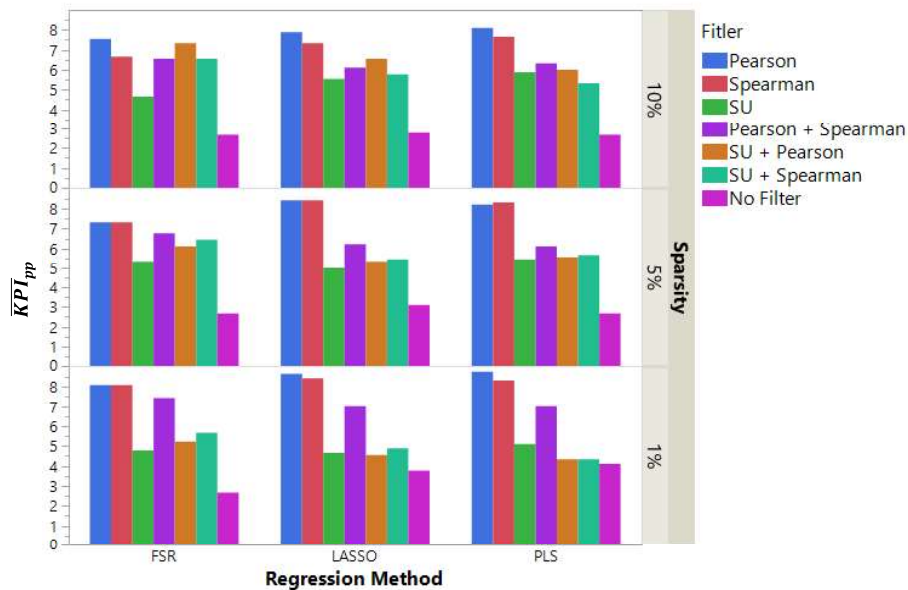 8
7
6
5
4
3
2
1
0
10%
8
7
6
5
4
3
2
1
0
5%
8
7
6
5
4
3
2
1
0
1%
KPI pp
Sparsity
FSR LASSO PLS
Regression Method
Fitler
Pearson
Spearman
SU
Pearson + Spearman
SU + Pearson
SU + Spearman
No Filter